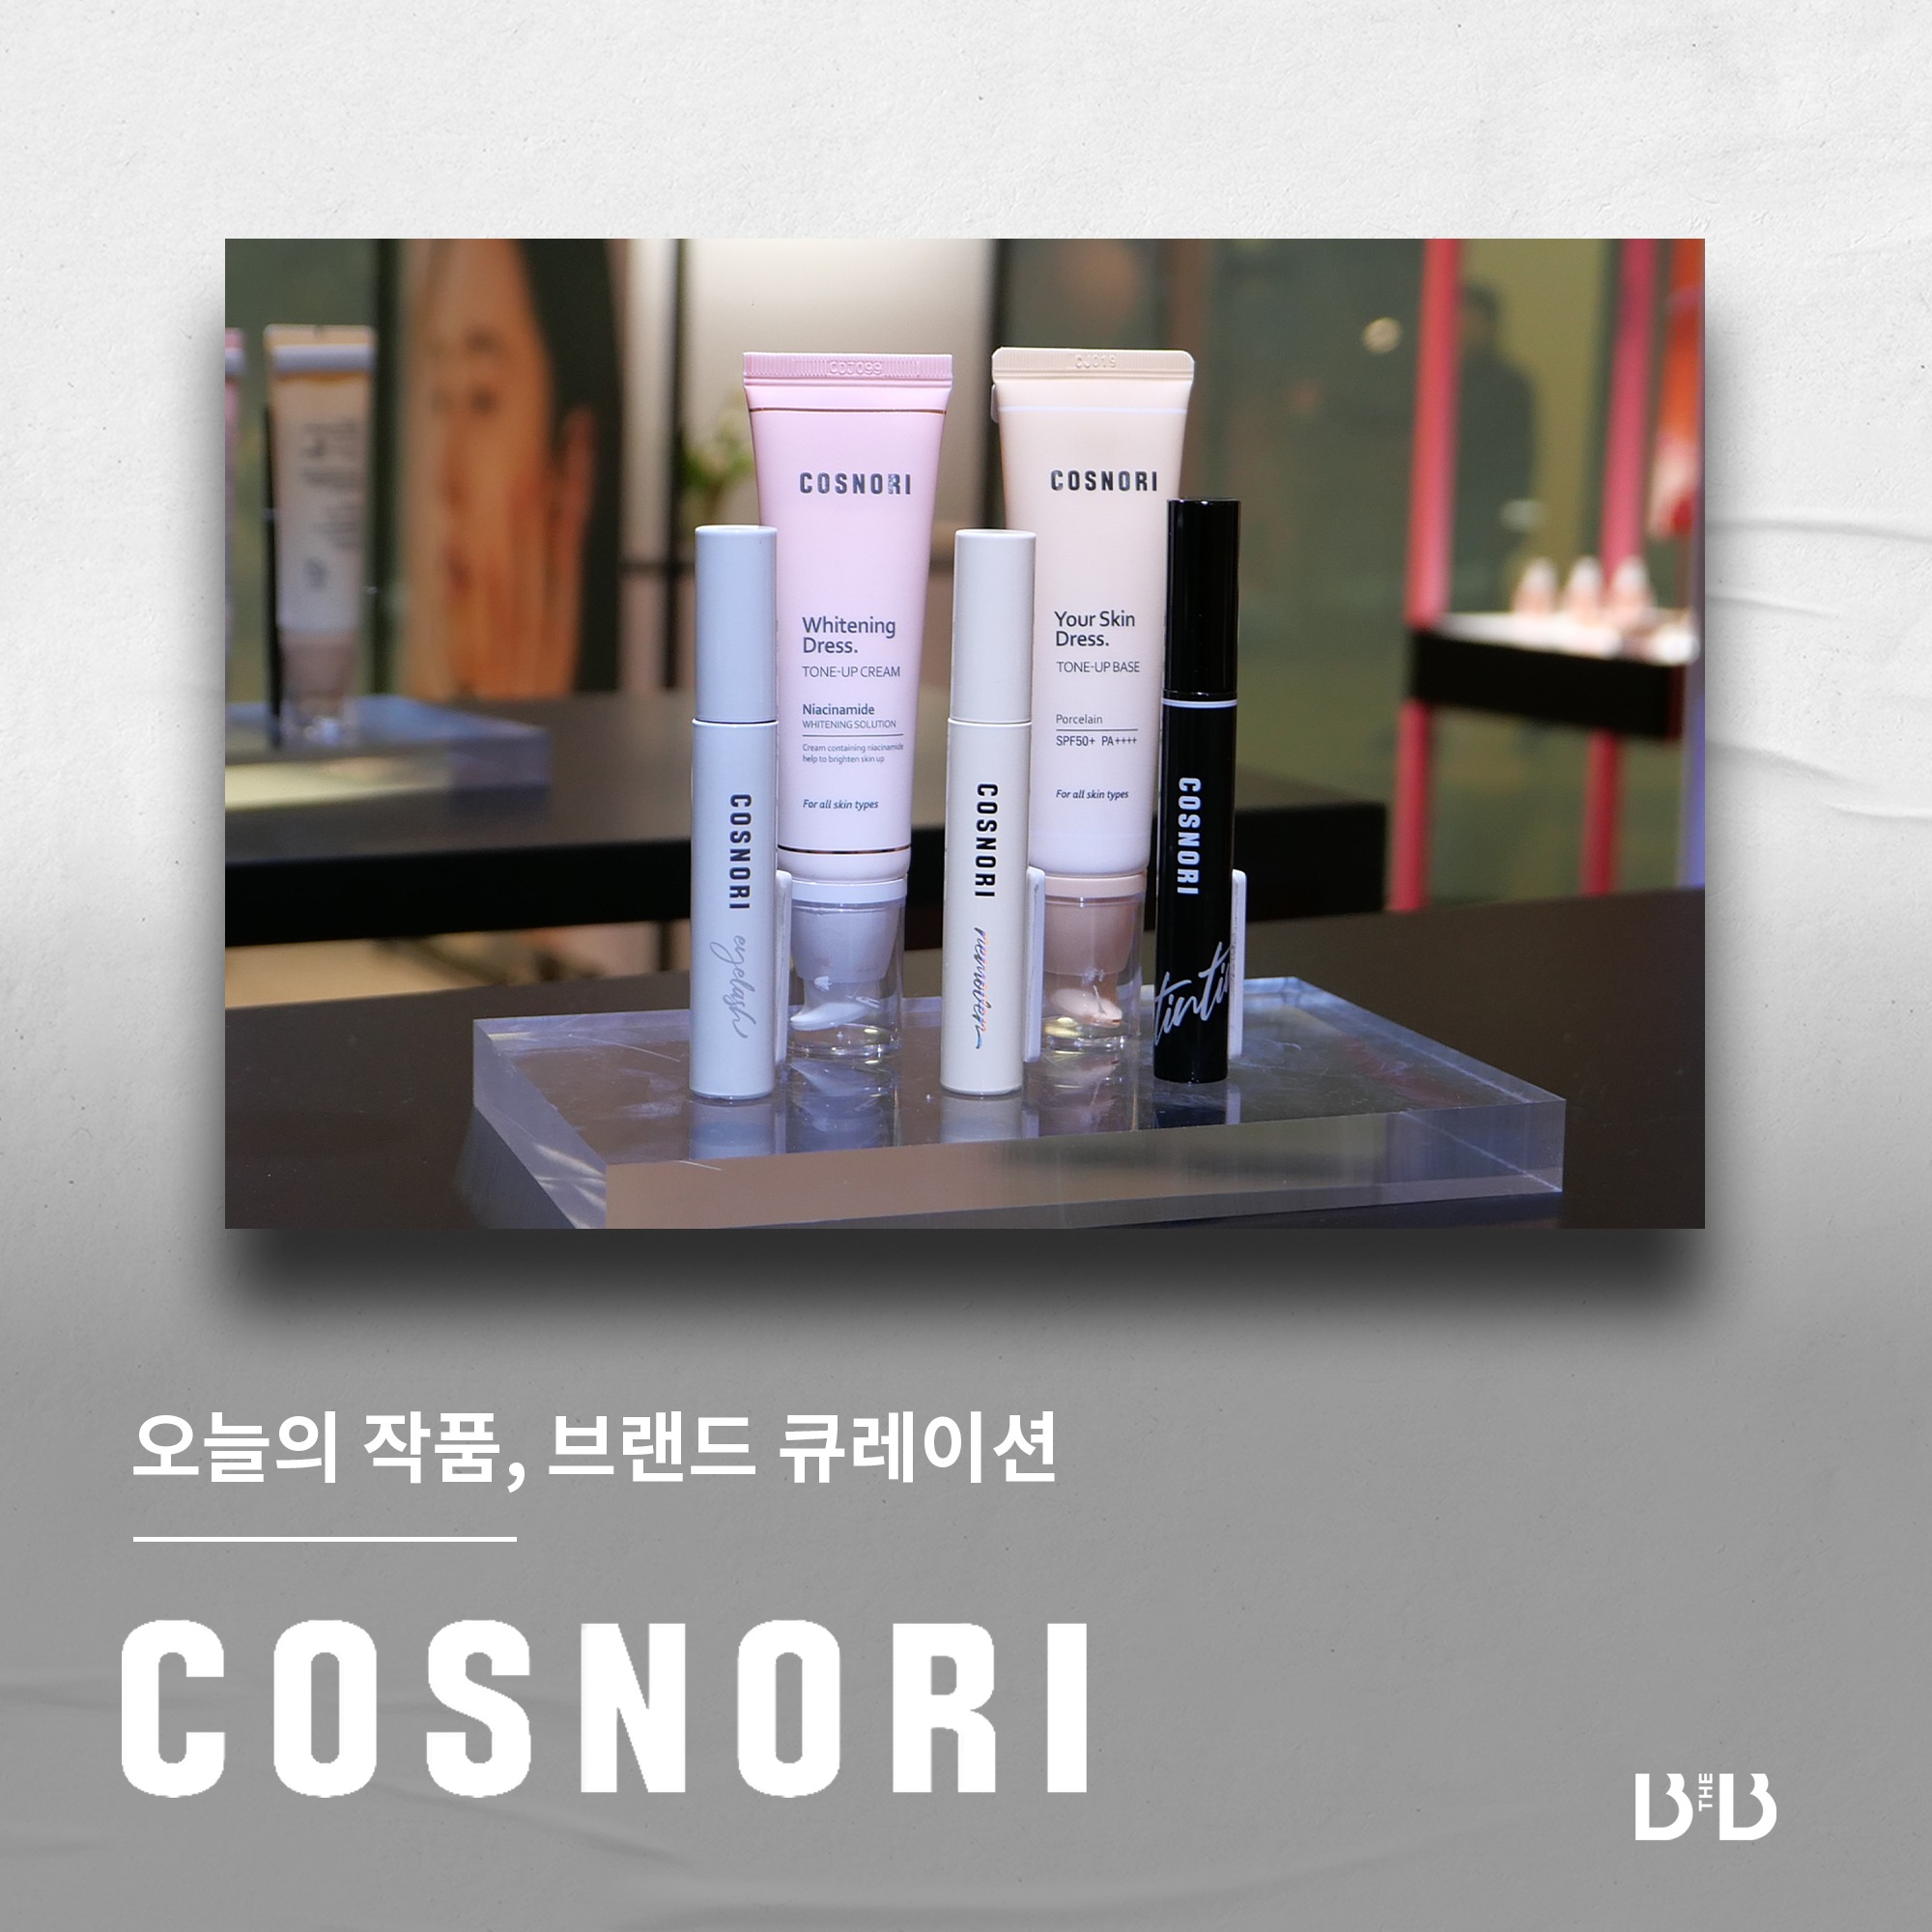 CDJ099
CJ019
COSNORI
Whitening
Dress.
TONE-UP CREAM
Niacinamide
WHITENING SOLUTION
Cream containing niacinamide
help to brighten skin up
For all skin types
COSNORI
Your Skin
Dress.
TONE-UP BASE
Porcelain
SPF50+ PA++++
For all skin types
COSNORI
eyelash
COSNORI
remover
COSNORI
오늘의 작품, 브랜드 큐레이션
COSNORI
B THE B